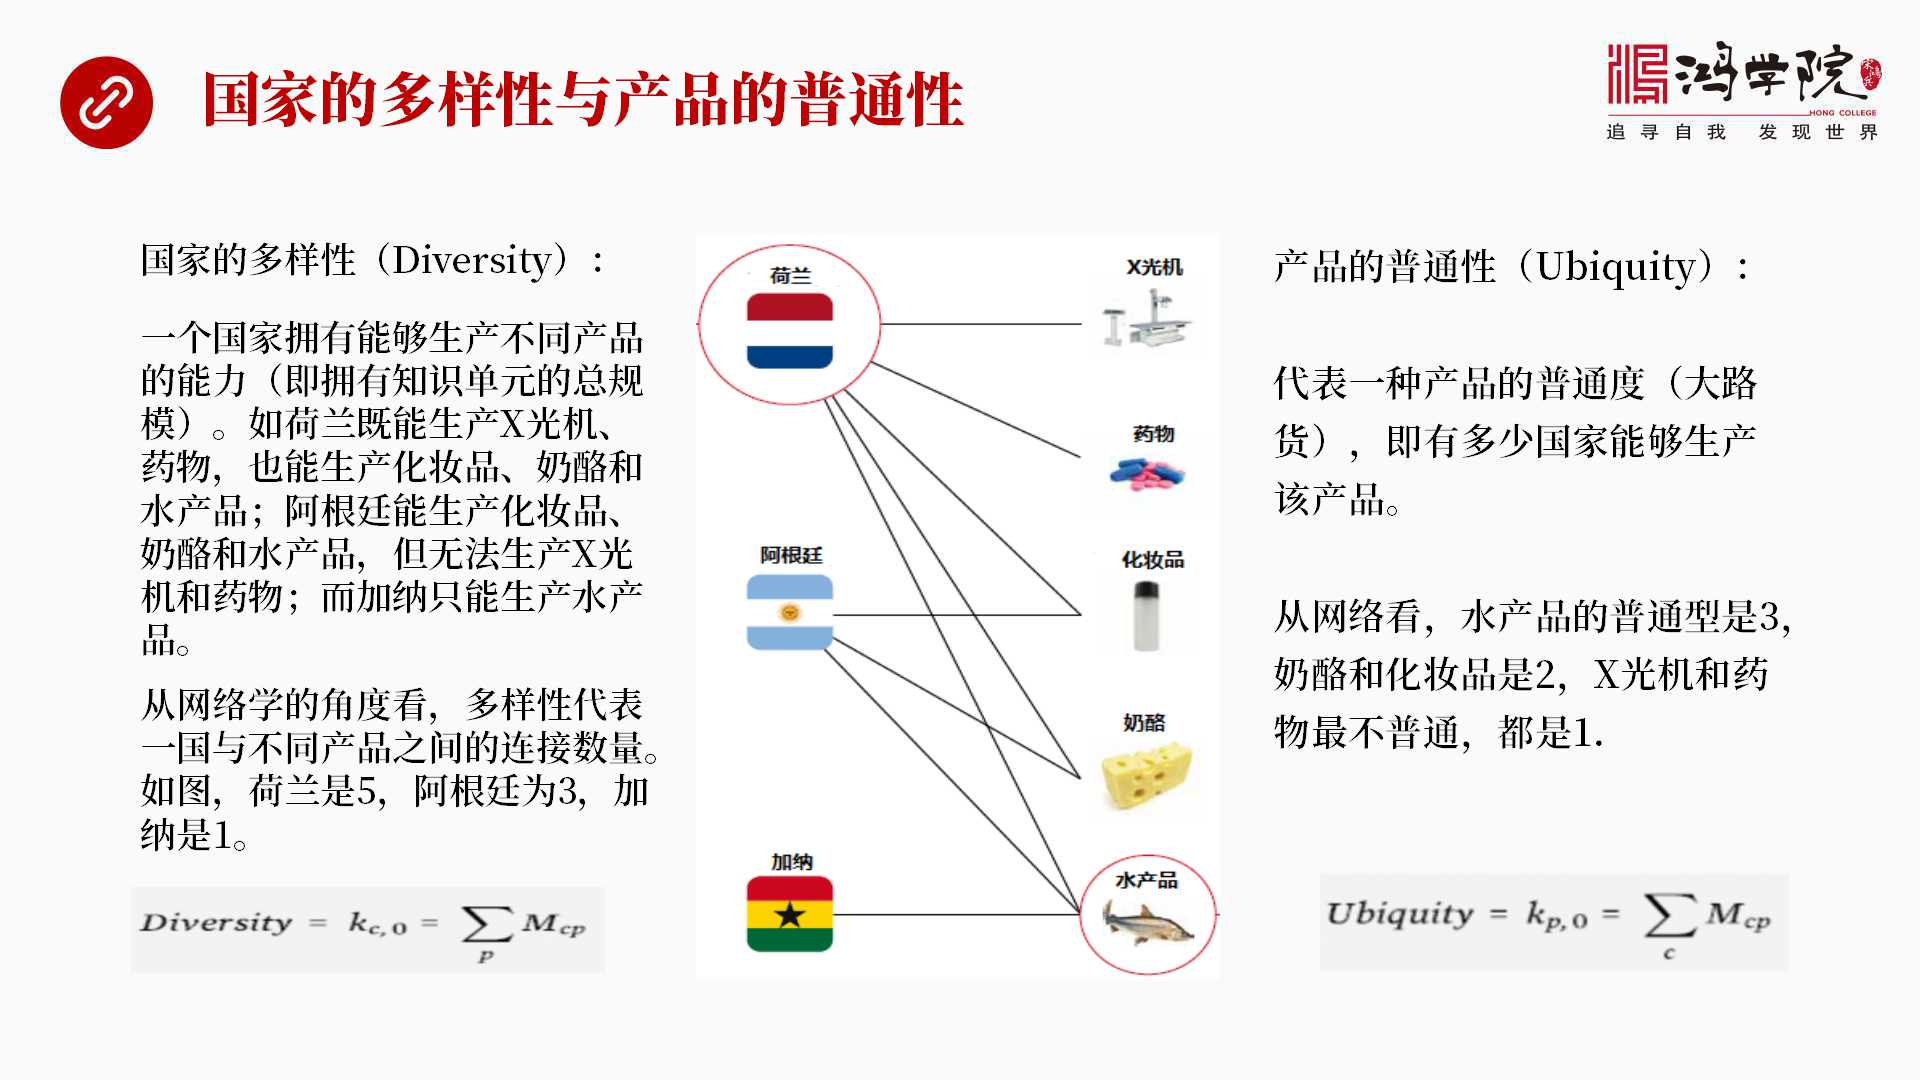 国家的多样性与产品的普通性
鸿学院
宋鸿兵
HONG COLLEGE
追寻自我 发现世界
国家的多样性（Diversity）：
一个国家拥有能够生产不同产品
的能力（即拥有知识单元的总规
模）。如荷兰既能生产X光机、
药物，也能生产化妆品、奶酪和
水产品；阿根廷能生产化妆品、
奶酪和水产品，但无法生产X光
机和药物；而加纳只能生产水产
品。
从网络学的角度看，多样性代表
一国与不同产品之间的连接数量。
如图，荷兰是5，阿根廷为3，加
纳是1。
Diversity = k_{c,0} = ∑_p M_{cp}
荷兰
X光机
药物
阿根廷
化妆品
奶酪
加纳
水产品
产品的普通性（Ubiquity）：
代表一种产品的普通度（大路
货），即有多少国家能够生产
该产品。
从网络看，水产品的普通型是3，
奶酪和化妆品是2，X光机和药
物最不普通，都是1.
Ubiquity = k_{p,0} = ∑_c M_{cp}